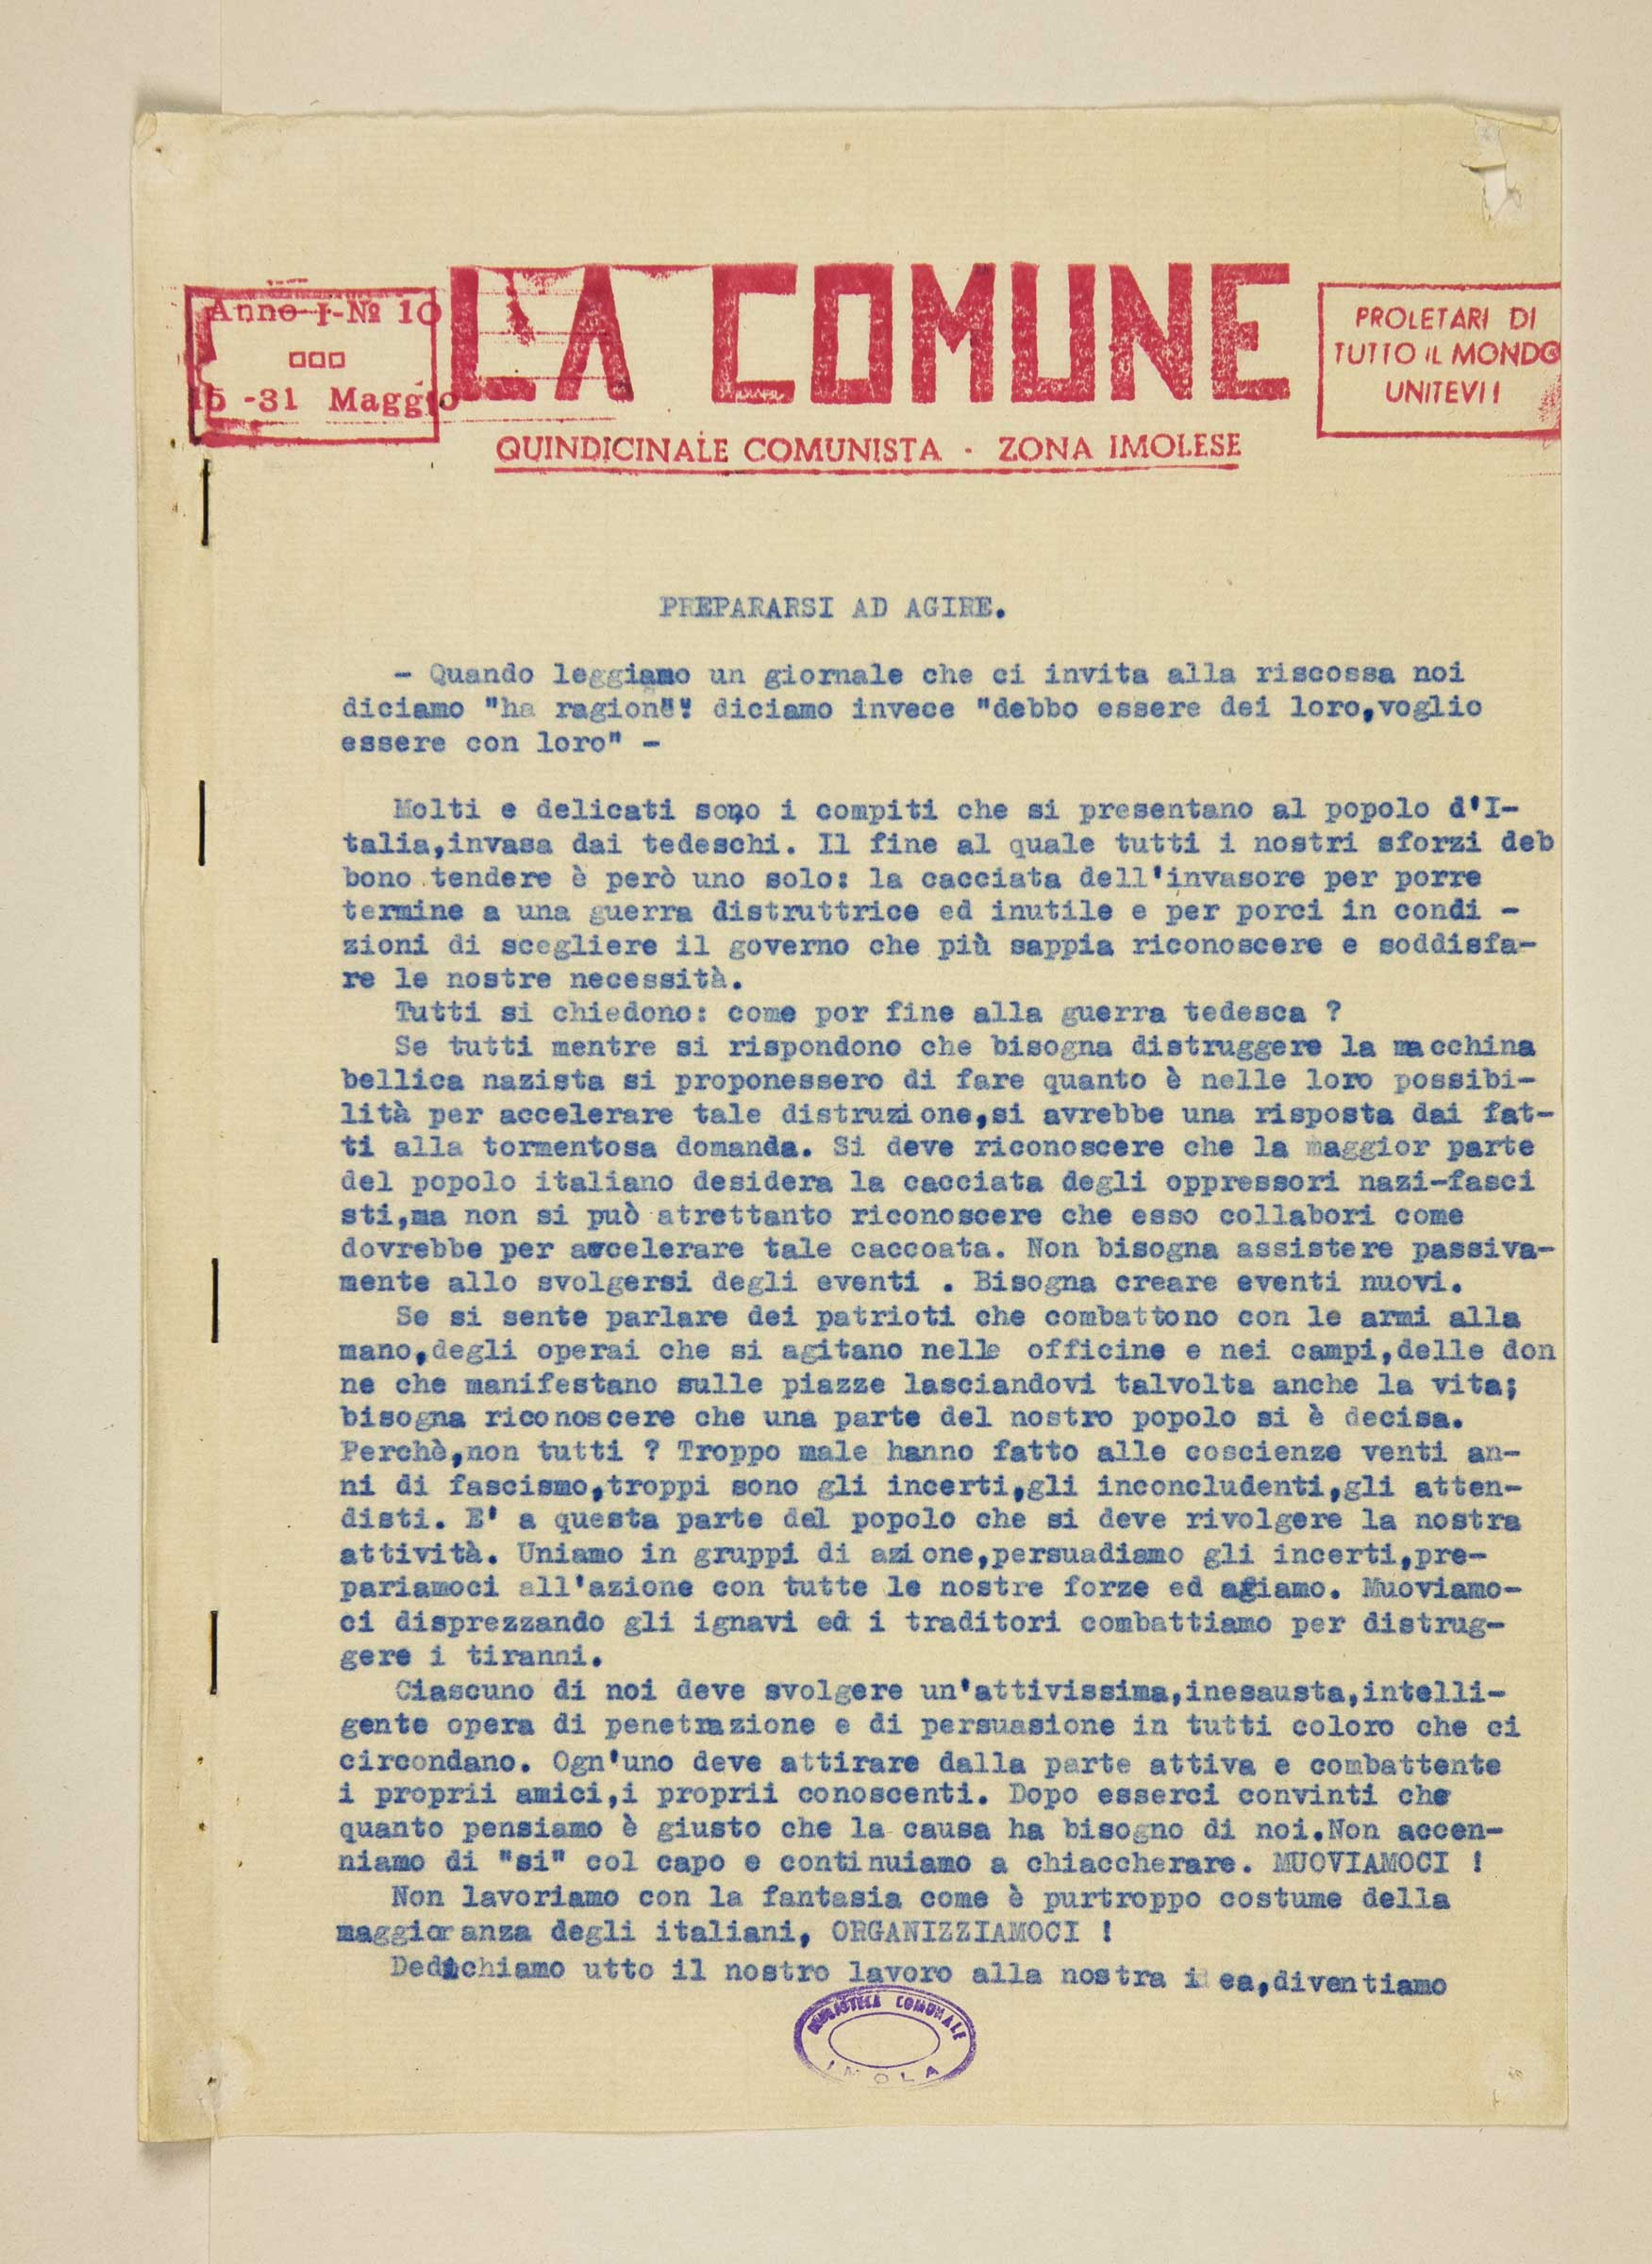 Anno I-Nº 10
15 -31 Maggio
LA COMUNE
PROLETARI DI
TUTTO IL MONDO
UNITEVI!
QUINDICINALE COMUNISTA - ZONA IMOLESE
PREPARARSI AD AGIRE.
- Quando leggiamo un giornale che ci invita alla riscossa noi
diciamo "ha ragione" diciamo invece "debbo essere dei loro,voglio
essere con loro" -
Molti e delicati sono i compiti che si presentano al popolo d'I-
talia,invasa dai tedeschi. Il fine al quale tutti i nostri sforzi deb
bono tendere è però uno solo: la cacciata dell'invasore per porre
termine a una guerra distruttrice ed inutile e per porci in condi -
zioni di scegliere il governo che più sappia riconoscere e soddisfa-
re le nostre necessità.
Tutti si chiedono: come por fine alla guerra tedesca ?
Se tutti mentre si rispondono che bisogna distruggere la macchina
bellica nazista si proponessero di fare quanto è nelle loro possibi-
lità per accelerare tale distruzione,si avrebbe una risposta dai fat-
ti alla tormentosa domanda. Si deve riconoscere che la maggior parte
del popolo italiano desidera la cacciata degli oppressori nazi-fasci
sti,ma non si può atrettanto riconoscere che esso collabori come
dovrebbe per accelerare tale caccoata. Non bisogna assistere passiva-
mente allo svolgersi degli eventi . Bisogna creare eventi nuovi.
Se si sente parlare dei patrioti che combattono con le armi alla
mano,degli operai che si agitano nelle officine e nei campi,delle don
ne che manifestano sulle piazze lasciandovi talvolta anche la vita;
bisogna riconoscere che una parte del nostro popolo si è decisa.
Perchè,non tutti ? Troppo male hanno fatto alle coscienze venti an-
ni di fascismo,troppi sono gli incerti,gli inconcludenti,gli atten-
disti. E' a questa parte del popolo che si deve rivolgere la nostra
attività. Uniamo in gruppi di azione,persuadiamo gli incerti,pre-
pariamoci all'azione con tutte le nostre forze ed agiamo. Muoviamo-
ci disprezzando gli ignavi ed i traditori combattiamo per distrug-
gere i tiranni.
Ciascuno di noi deve svolgere un'attivissima,inesausta,intelli-
gente opera di penetrazione e di persuasione in tutti coloro che ci
circondano. Ogn'uno deve attirare dalla parte attiva e combattente
i proprii amici,i proprii conoscenti. Dopo esserci convinti che
quanto pensiamo è giusto che la causa ha bisogno di noi.Non accen-
niamo di "si" col capo e continuiamo a chiaccherare. MUOVIAMOCI !
Non lavoriamo con la fantasia come è purtroppo costume della
maggioranza degli italiani, ORGANIZZIAMOCI !
Dedichiamo utto il nostro lavoro alla nostra idea,diventiamo
BIBLIOTECA COMUNALE
IMOLA